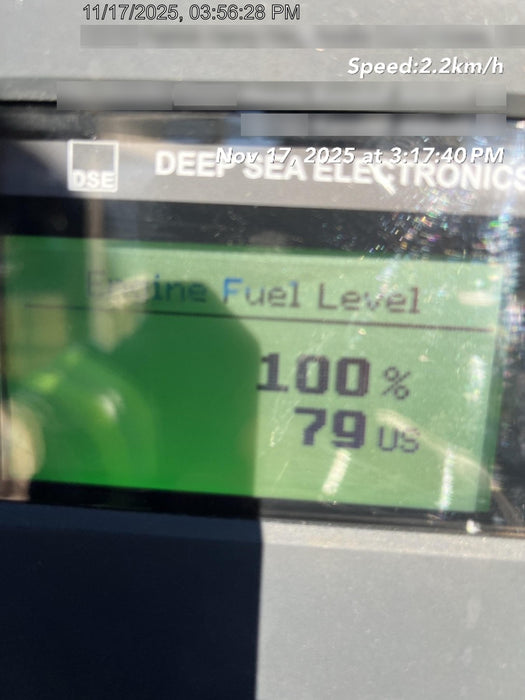 11/17/2025, 03:56:28 PM
Speed:2.2km/h
Nov 17, 2025 at 3:17:40 PM
DSE DEEP SEA ELECTRONICS
Engine Fuel Level
100 %
79 US